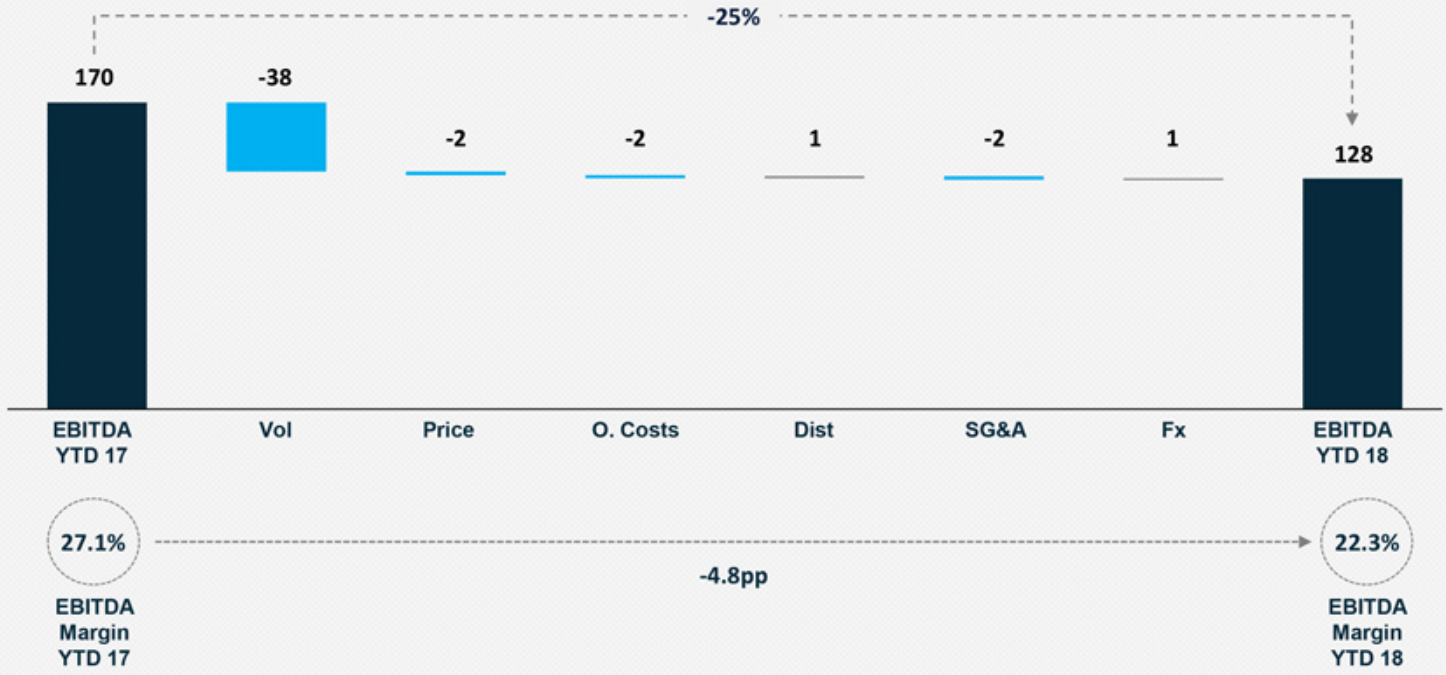 -25%
170
-38
-2
-2
1
-2
1
128
EBITDA
YTD 17
Vol
Price
O. Costs
Dist
SG&A
Fx
EBITDA
YTD 18
27.1%
22.3%
-4.8pp
EBITDA
Margin
YTD 17
EBITDA
Margin
YTD 18